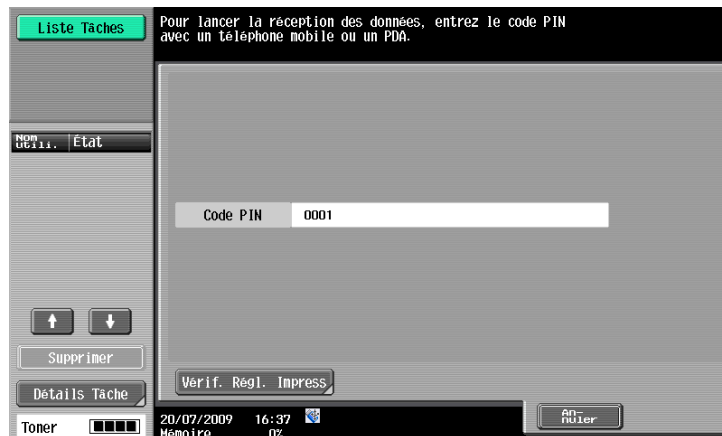 Liste Tâches
Pour lancer la réception des données, entrez le code PIN
avec un téléphone mobile ou un PDA.
Nom
utili.
État
Code PIN
0001
Supprimer
Détails Tâche
Vérif. Régl. Impress
Toner
20/07/2009 16:37
Mémoire 0%
An-
nuler